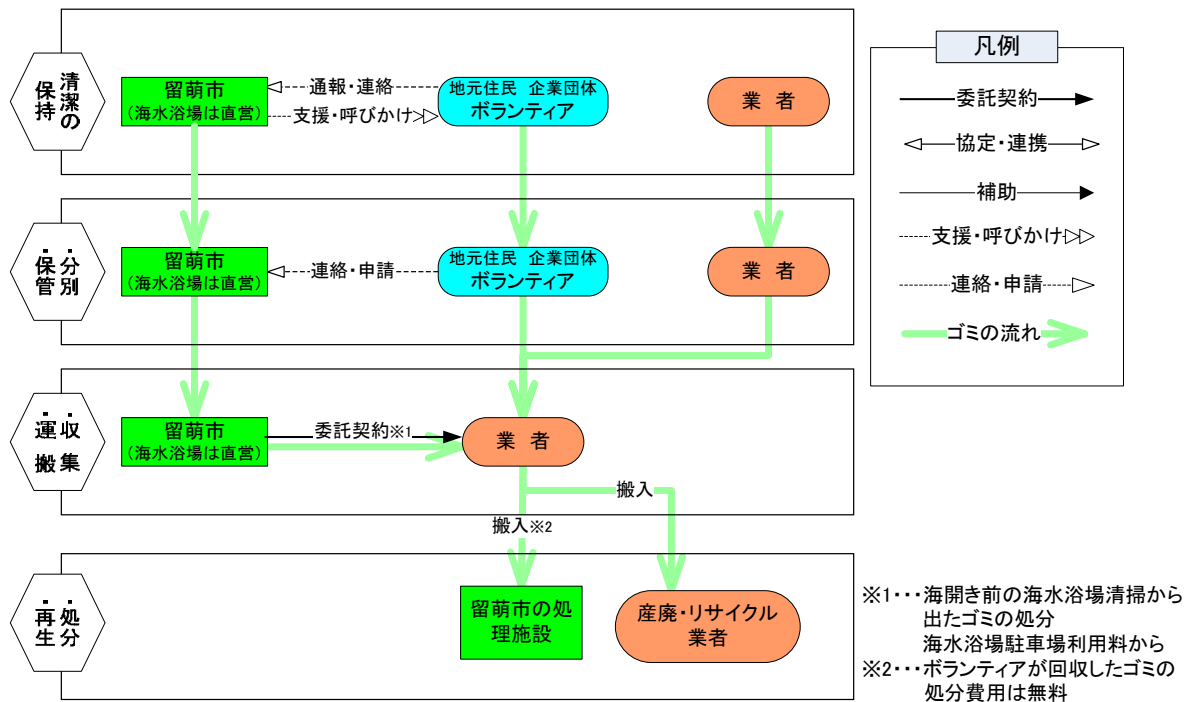 清潔の
保持
留萌市
(海水浴場は直営)
通報・連絡
支援・呼びかけ
地元住民 企業団体
ボランティア
業 者
分別
・
保管
留萌市
(海水浴場は直営)
連絡・申請
地元住民 企業団体
ボランティア
業 者
収集
・
運搬
留萌市
(海水浴場は直営)
委託契約※1
業 者
搬入
搬入※2
処分
・
再生
留萌市の処
理施設
産廃・リサイクル
業者
凡例
委託契約
協定・連携
補助
支援・呼びかけ
連絡・申請
ゴミの流れ
※1・・・海開き前の海水浴場清掃から
出たゴミの処分
海水浴場駐車場利用料から
※2・・・ボランティアが回収したゴミの
処分費用は無料